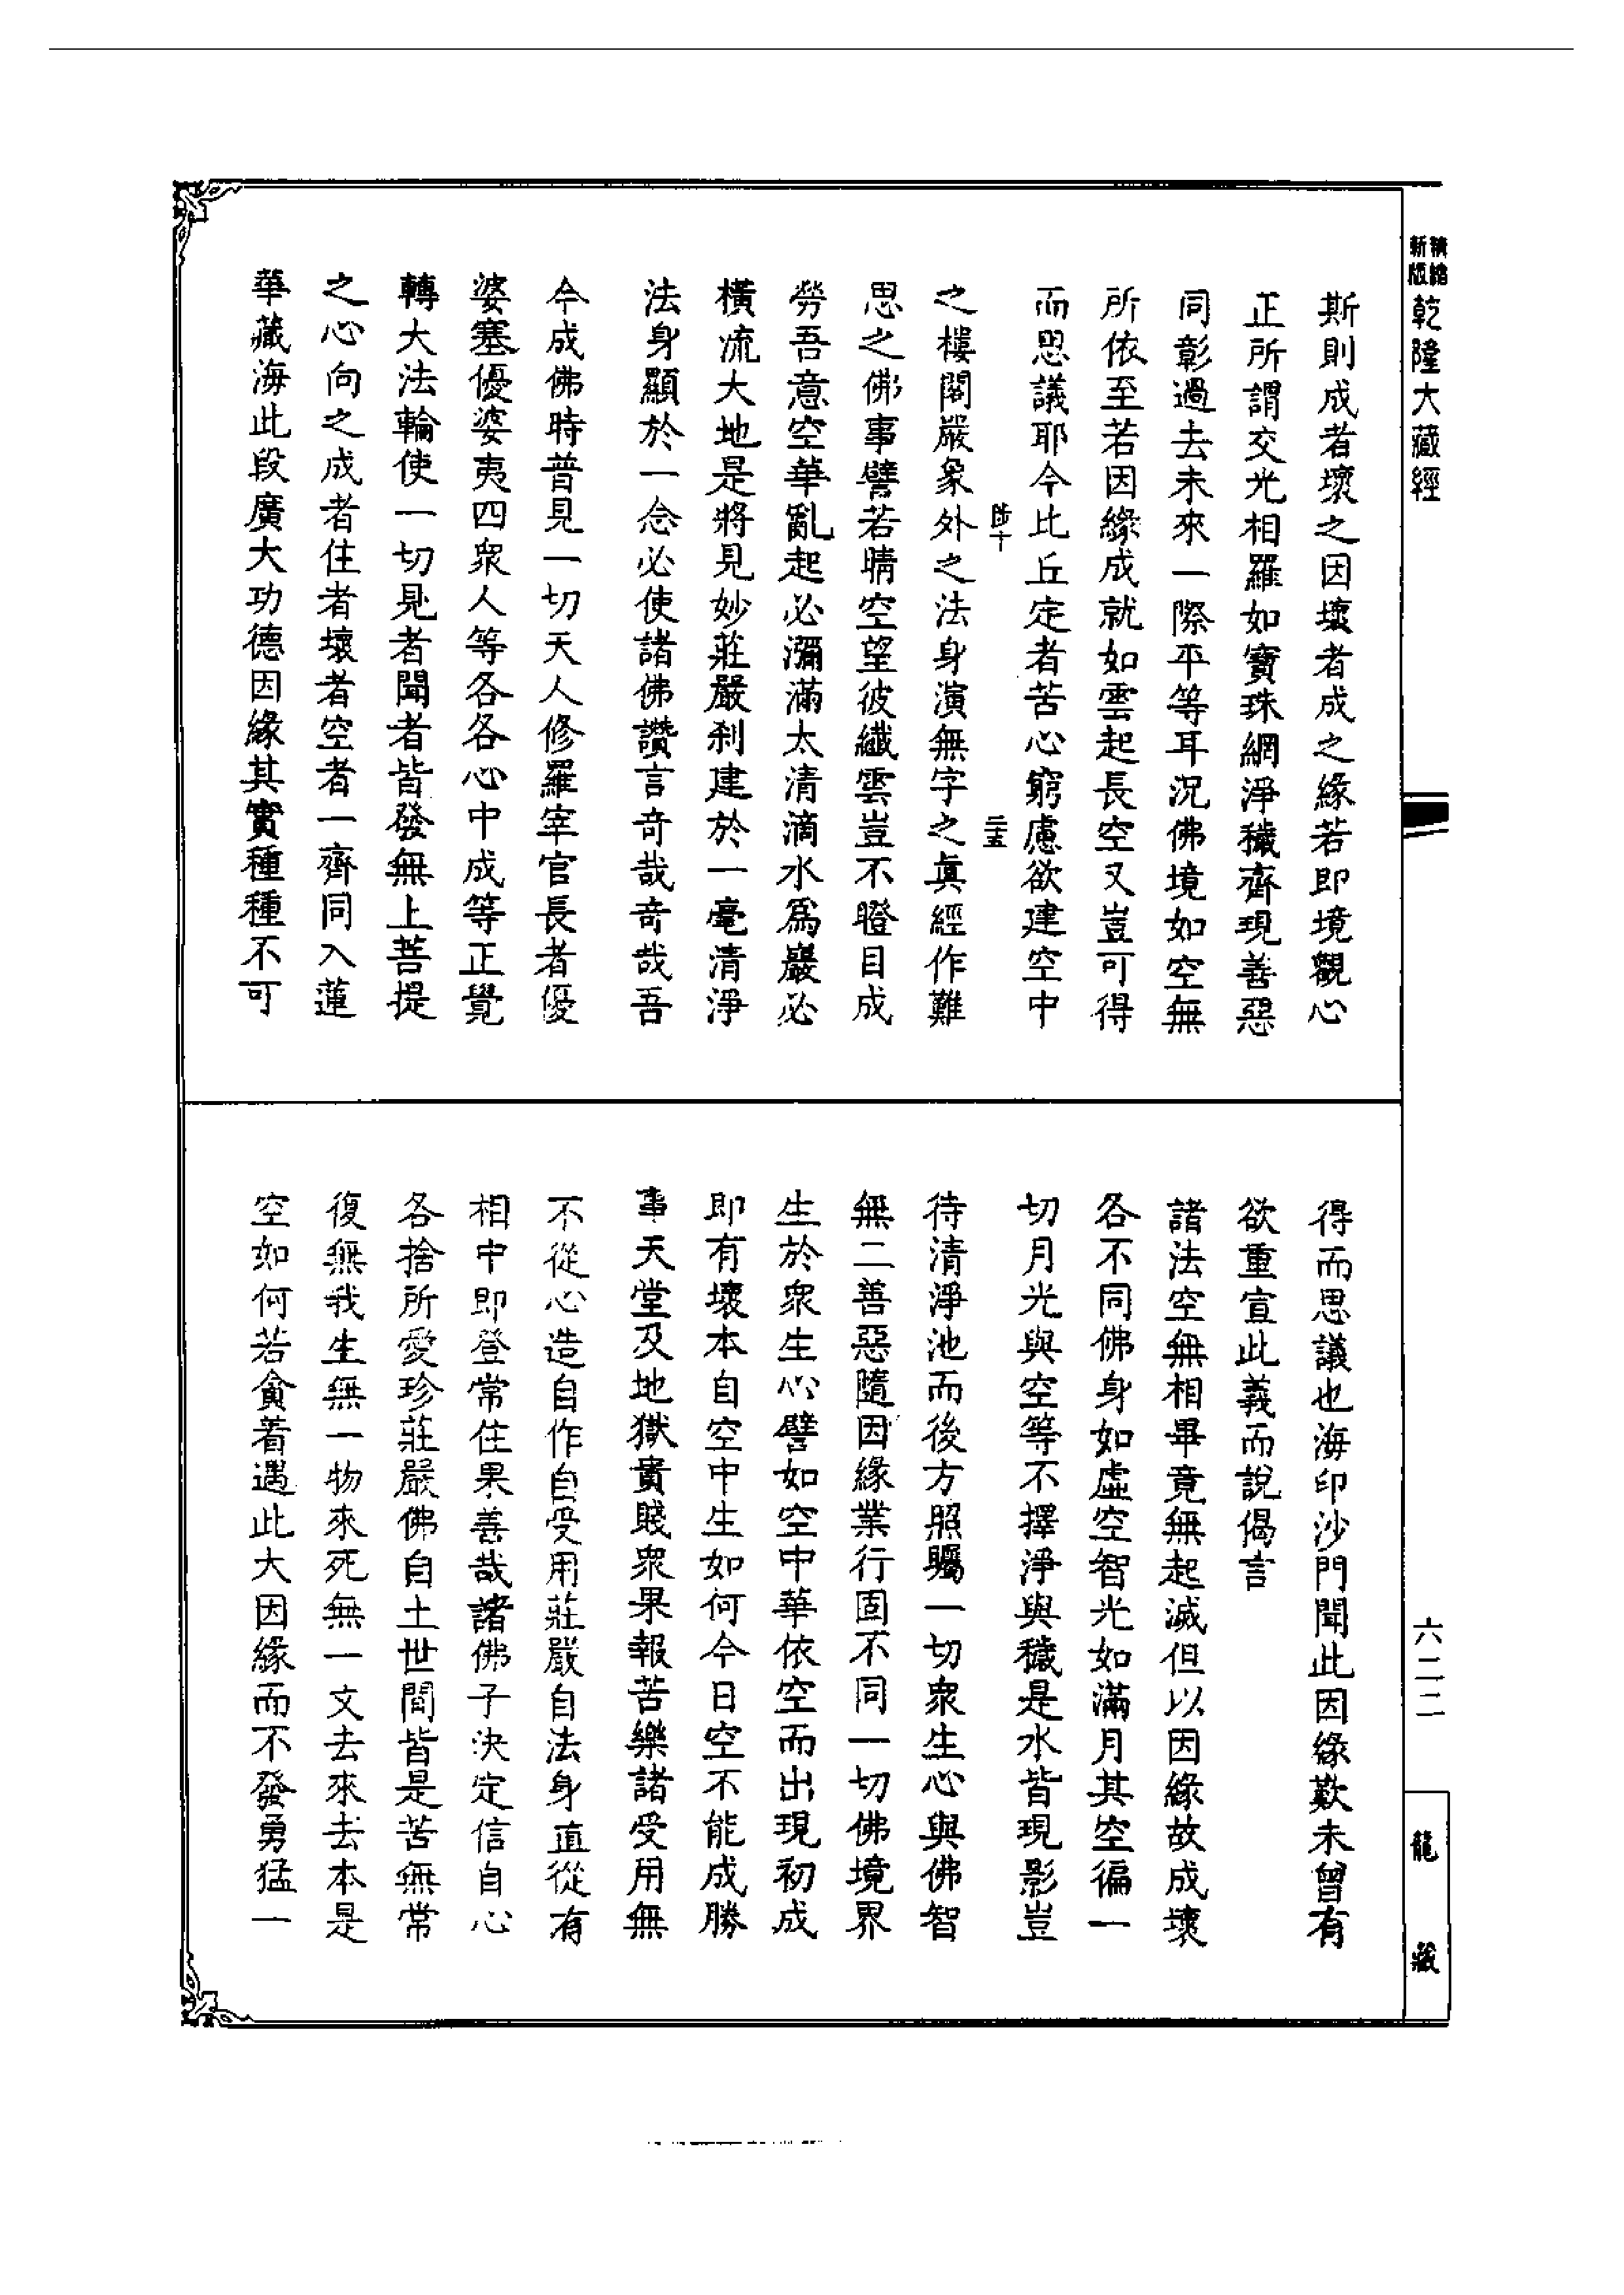 精縮新版
乾隆大藏經
斯則成者壞之因壞者成之緣若即境觀心
正所謂交光相羅如寶珠網淨穢齊現善惡
同彰過去未來一際平等耳況佛境如空無
所依至若因緣成就如雲起長空又豈可得
而思議耶今比丘定者苦心窮慮欲建空中
陟十
二五
之樓閣嚴象外之法身演無字之眞經作難
思之佛事譬若晴空望彼纖雲豈不瞪目成
勞吾意空華亂起必瀰滿太清滴水爲巖必
橫流大地是將見妙莊嚴刹建於一毫清淨
法身顯於一念必使諸佛讚言奇哉奇哉吾
今成佛時普見一切天人修羅宰官長者優
婆塞優婆夷四衆人等各各心中成等正覺
轉大法輪使一切見者聞者皆發無上菩提
之心向之成者住者壞者空者一齊同入蓮
華藏海此段廣大功德因緣其實種種不可
得而思議也海印沙門聞此因緣歎未曾有
欲重宣此義而說偈言
諸法空無相畢竟無起滅但以因緣故成壞
各不同佛身如虛空智光如滿月其空徧一
切月光與空等不擇淨與穢是水皆現影豈
待清淨池而後方照矚一切衆生心與佛智
無二善惡隨因緣業行固不同一切佛境界
生於衆生心譬如空中華依空而出現初成
即有壞本自空中生如何今日空不能成勝
事天堂及地獄貴賤衆果報苦樂諸受用無
不從心造自作自受用莊嚴自法身直從有
相中即登常住果善哉諸佛子決定信自心
各捨所愛珍莊嚴佛自土世間皆是苦無常
復無我生無一物來死無一文去來去本是
空如何若貪着遇此大因緣而不發勇猛一
六二二
龍藏